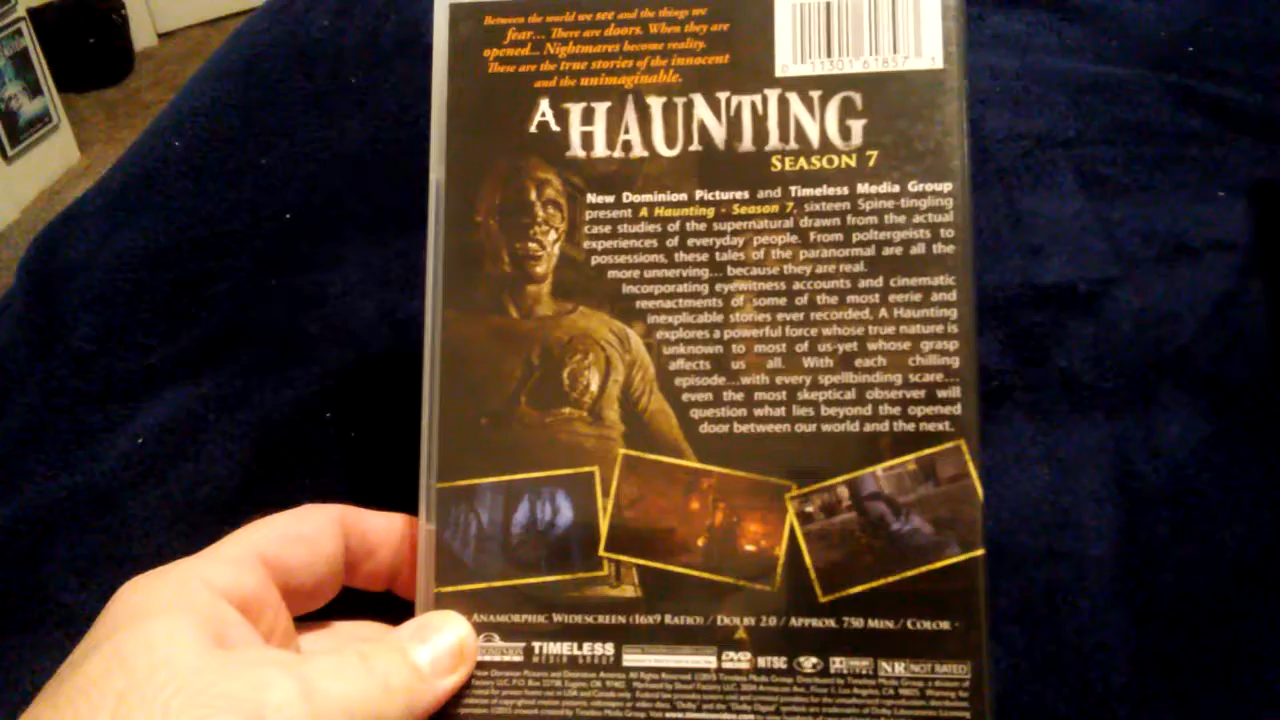 Between the world we see and the things we
fear... There are doors. When they are
opened... Nightmares become reality.
These are the true stories of the innocent
and the unimaginable.
0 11301 61857 3
A HAUNTING
SEASON 7
New Dominion Pictures and Timeless Media Group
present A Haunting - Season 7, sixteen Spine-tingling
case studies of the supernatural drawn from the actual
experiences of everyday people. From poltergeists to
possessions, these tales of the paranormal are all the
more unnerving... because they are real.
Incorporating eyewitness accounts and cinematic
reenactments of some of the most eerie and
inexplicable stories ever recorded, A Haunting
explores a powerful force whose true nature is
unknown to most of us-yet whose grasp
affects us all. With each chilling
episode...with every spellbinding scare...
even the most skeptical observer will
question what lies beyond the opened
door between our world and the next.
ANAMORPHIC WIDESCREEN (16X9 RATIO) / DOLBY 2.0 / APPROX. 750 MIN / COLOR
TIMELESS
MEDIA GROUP
DVD
NTSC
DOLBY
NR NOT RATED